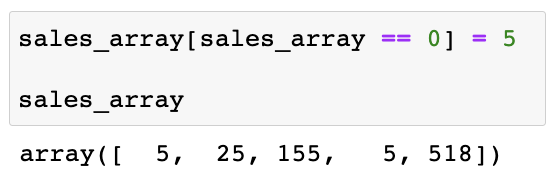 sales_array[sales_array == 0] = 5
sales_array
array([  5,  25, 155,   5, 518])